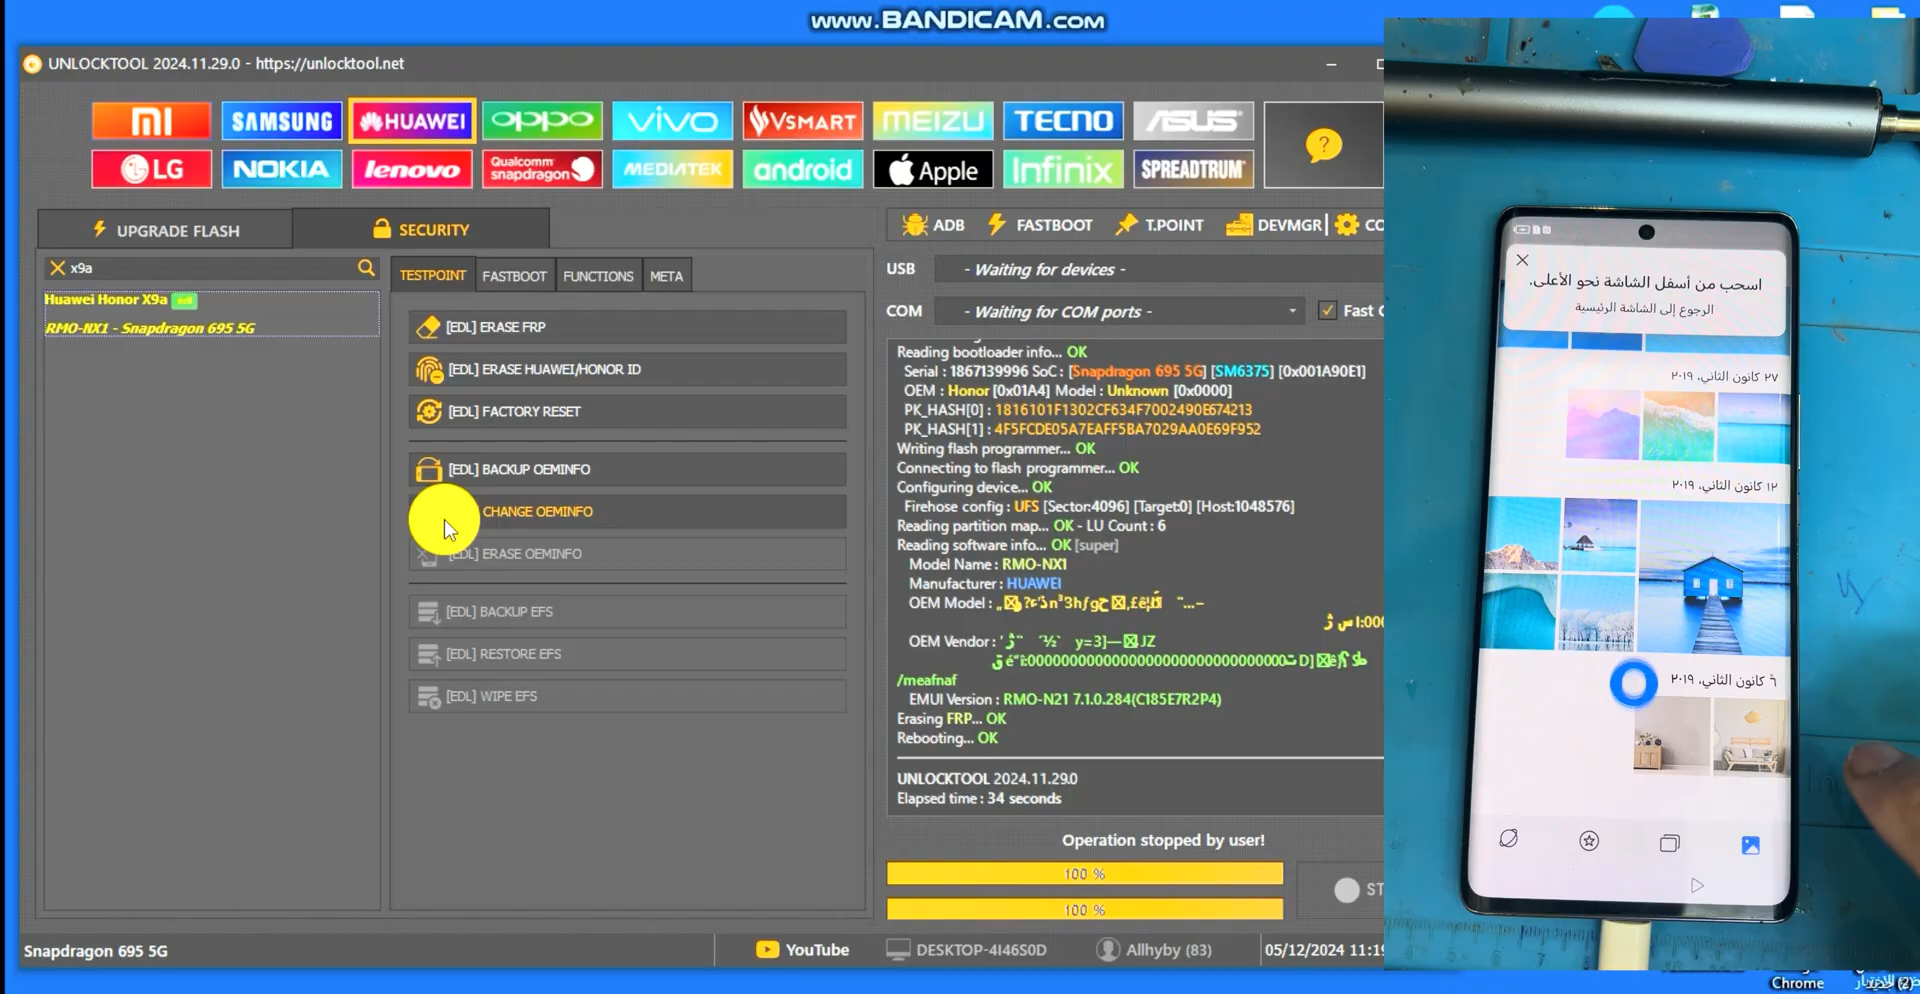 www.BANDICAM.com
UNLOCKTOOL 2024.11.29.0 - https://unlocktool.net
mi
SAMSUNG
HUAWEI
oppo
vivo
VSMART
MEIZU
TECNO
ASUS
?
LG
NOKIA
lenovo
Qualcomm snapdragon
MEDIATEK
android
Apple
Infinix
SPREADTRUM
UPGRADE FLASH
SECURITY
x9a
Huawei Honor X9a edl
RMO-NX1 - Snapdragon 695 5G
TESTPOINT
FASTBOOT
FUNCTIONS
META
[EDL] ERASE FRP
[EDL] ERASE HUAWEI/HONOR ID
[EDL] FACTORY RESET
[EDL] BACKUP OEMINFO
CHANGE OEMINFO
[EDL] ERASE OEMINFO
[EDL] BACKUP EFS
[EDL] RESTORE EFS
[EDL] WIPE EFS
ADB
FASTBOOT
T.POINT
DEVMGR
CO
USB
- Waiting for devices -
COM
- Waiting for COM ports -
Fast C
Reading bootloader info... OK
Serial : 1867139996 SoC : [Snapdragon 695 5G] [SM6375] [0x001A90E1]
OEM : Honor [0x01A4] Model : Unknown [0x0000]
PK_HASH[0] : 1816101F1302CF634F7002490E674213
PK_HASH[1] : 4F5FCDE05A7EAFF5BA7029AA0E69F952
Writing flash programmer... OK
Connecting to flash programmer... OK
Configuring device... OK
Firehose config : UFS [Sector:4096] [Target:0] [Host:1048576]
Reading partition map... OK - LU Count : 6
Reading software info... OK [super]
Model Name : RMO-NX1
Manufacturer : HUAWEI
OEM Model :
OEM Vendor :
/meafnaf
EMUI Version : RMO-N21 7.1.0.284(C185E7R2P4)
Erasing FRP... OK
Rebooting... OK
UNLOCKTOOL 2024.11.29.0
Elapsed time : 34 seconds
Operation stopped by user!
100 %
100 %
ST
Snapdragon 695 5G
YouTube
DESKTOP-4I46S0D
Allhyby (83)
05/12/2024 11:19
اسحب من أسفل الشاشة نحو الأعلى.
الرجوع إلى الشاشة الرئيسية
٢٧ كانون الثاني، ٢٠١٩
١٢ كانون الثاني، ٢٠١٩
٦ كانون الثاني، ٢٠١٩
Chrome